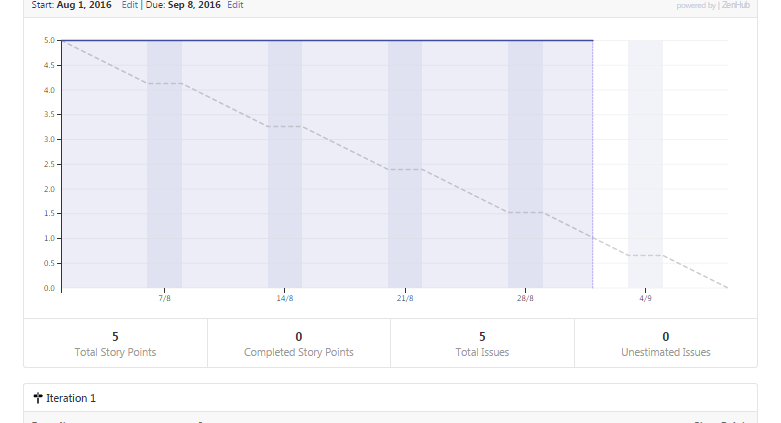 Start: Aug 1, 2016 Edit | Due: Sep 8, 2016 Edit
powered by | ZenHub
5.0
4.5
4.0
3.5
3.0
2.5
2.0
1.5
1.0
0.5
0.0
7/8 14/8 21/8 28/8 4/9
5 0 5 0
Total Story Points Completed Story Points Total Issues Unestimated Issues
Iteration 1